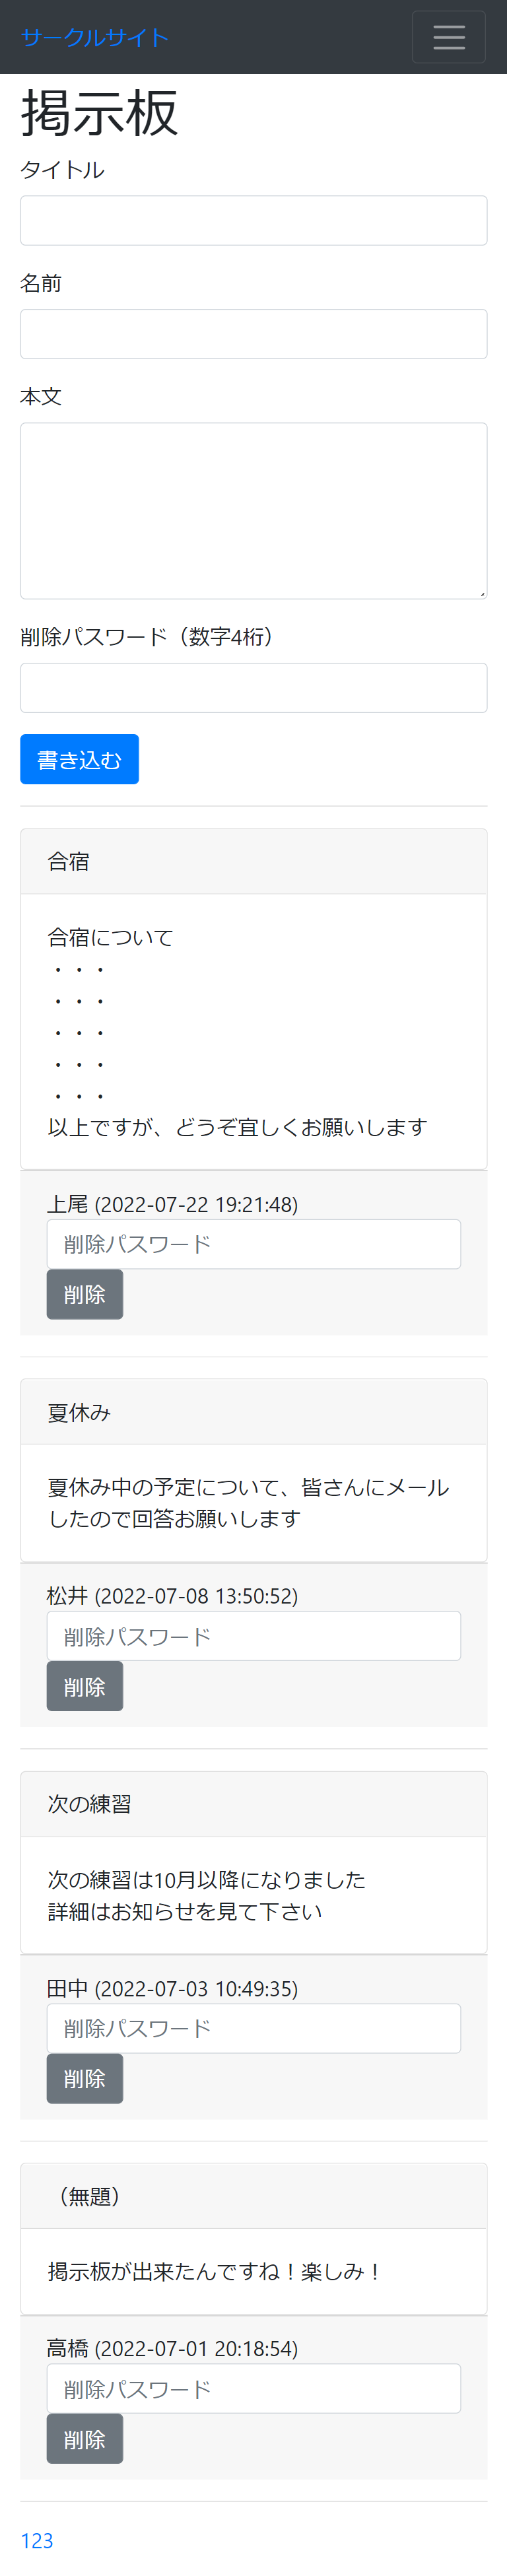 サークルサイト
掲示板
タイトル
名前
本文
削除パスワード（数字4桁）
書き込む
合宿
合宿について
・・・
・・・
・・・
・・・
・・・
以上ですが、どうぞ宜しくお願いします
上尾 (2022-07-22 19:21:48)
削除パスワード
削除
夏休み
夏休み中の予定について、皆さんにメール
したので回答お願いします
松井 (2022-07-08 13:50:52)
削除パスワード
削除
次の練習
次の練習は10月以降になりました
詳細はお知らせを見て下さい
田中 (2022-07-03 10:49:35)
削除パスワード
削除
（無題）
掲示板が出来たんですね！楽しみ！
高橋 (2022-07-01 20:18:54)
削除パスワード
削除
123